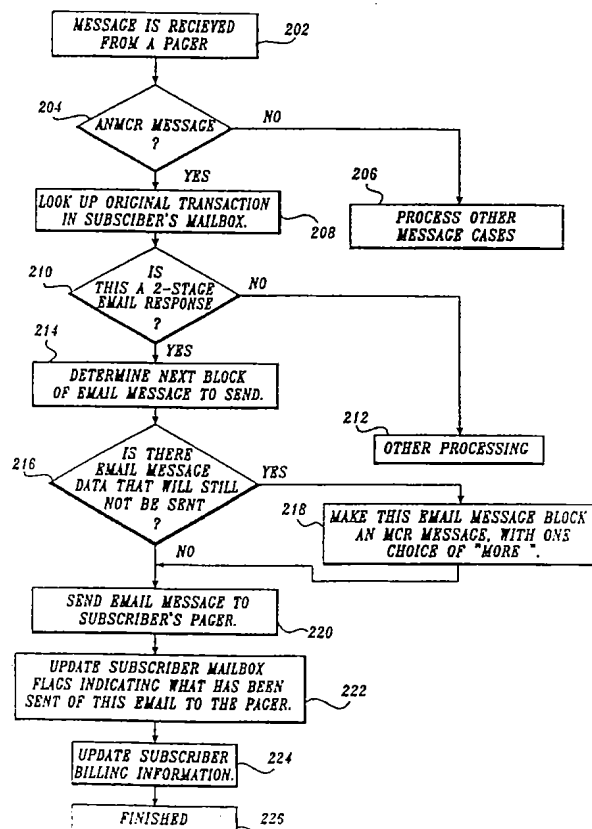 MESSAGE IS RECIEVED
FROM A PAGER
202
204
ANMCR MESSAGE
?
NO
YES
LOOK UP ORIGINAL TRANSACTION
IN SUBSCIBER'S MAILBOX.
208
206
PROCESS OTHER
MESSAGE CASES
210
IS
THIS A 2-STAGE
EMAIL RESPONSE
?
NO
YES
214
DETERMINE NEXT BLOCK
OF EMAIL MESSAGE TO SEND.
212
OTHER PROCESSING
216
IS THERE
EMAIL MESSAGE
DATA THAT WILL STILL
NOT BE SENT
?
YES
NO
218
MAKE THIS EMAIL MESSAGE BLOCK
AN MCR MESSAGE, WITH ONE
CHOICE OF "MORE ".
SEND EMAIL MESSAGE TO
SUBSCRIBER'S PAGER.
220
UPDATE SUBSCRIBER MAILBOX
FLAGS INDICATING WHAT HAS BEEN
SENT OF THIS EMAIL TO THE PAGER.
222
UPDATE SUBSCRIBER
BILLING INFORMATION.
224
FINISHED